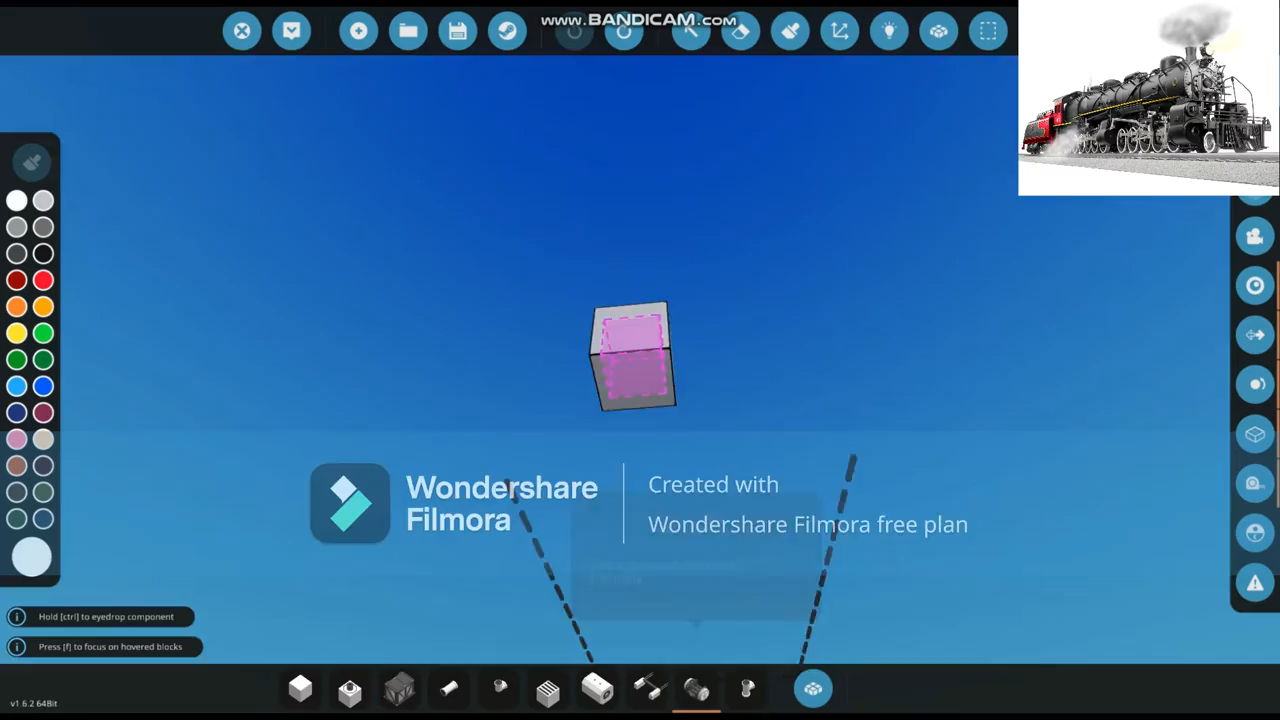 www.BANDICAM.com
Wondershare
Filmora
Created with
Wondershare Filmora free plan
Hold [ctrl] to eyedrop component
Press [f] to focus on hovered blocks
v1.6.2 64Bit